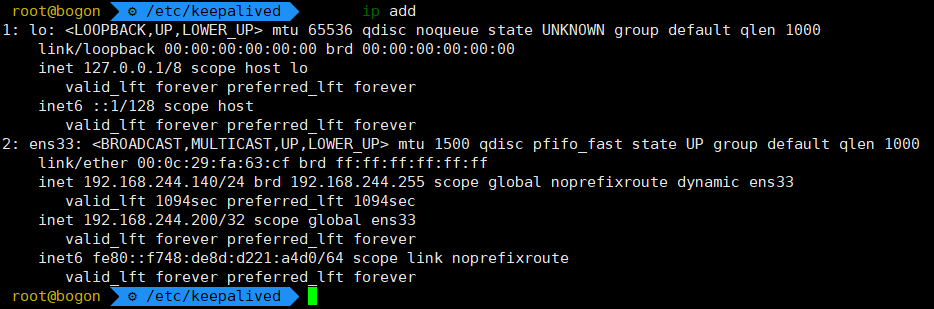 root@bogon ⚙ /etc/keepalived ip add
1: lo: <LOOPBACK,UP,LOWER_UP> mtu 65536 qdisc noqueue state UNKNOWN group default qlen 1000
link/loopback 00:00:00:00:00:00 brd 00:00:00:00:00:00
inet 127.0.0.1/8 scope host lo
valid_lft forever preferred_lft forever
inet6 ::1/128 scope host
valid_lft forever preferred_lft forever
2: ens33: <BROADCAST,MULTICAST,UP,LOWER_UP> mtu 1500 qdisc pfifo_fast state UP group default qlen 1000
link/ether 00:0c:29:fa:63:cf brd ff:ff:ff:ff:ff:ff
inet 192.168.244.140/24 brd 192.168.244.255 scope global noprefixroute dynamic ens33
valid_lft 1094sec preferred_lft 1094sec
inet 192.168.244.200/32 scope global ens33
valid_lft forever preferred_lft forever
inet6 fe80::f748:de8d:d221:a4d0/64 scope link noprefixroute
valid_lft forever preferred_lft forever
root@bogon ⚙ /etc/keepalived